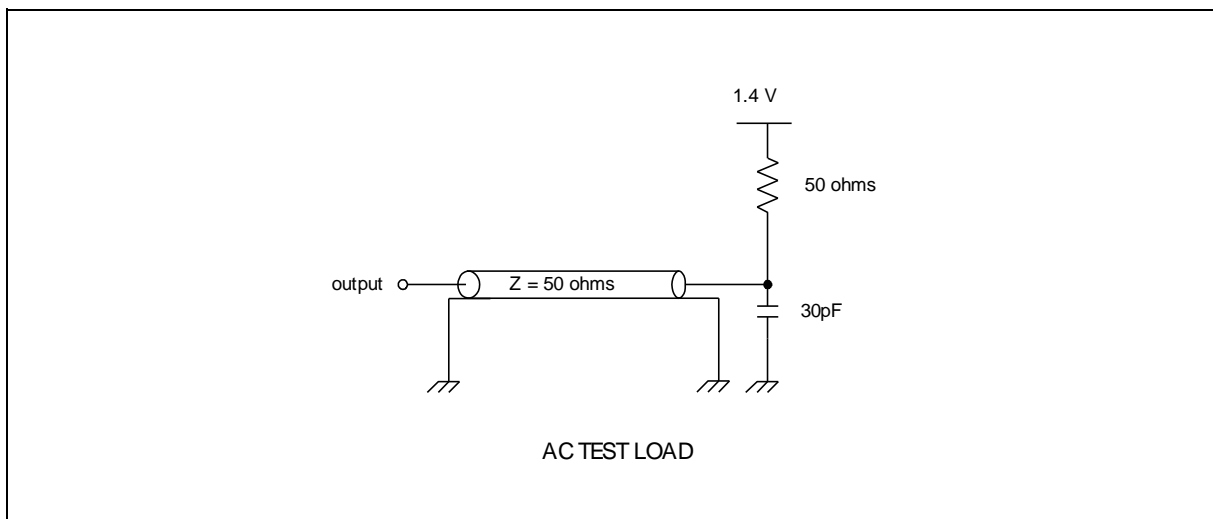 1.4 V
50 ohms
output
Z = 50 ohms
30pF
AC TEST LOAD